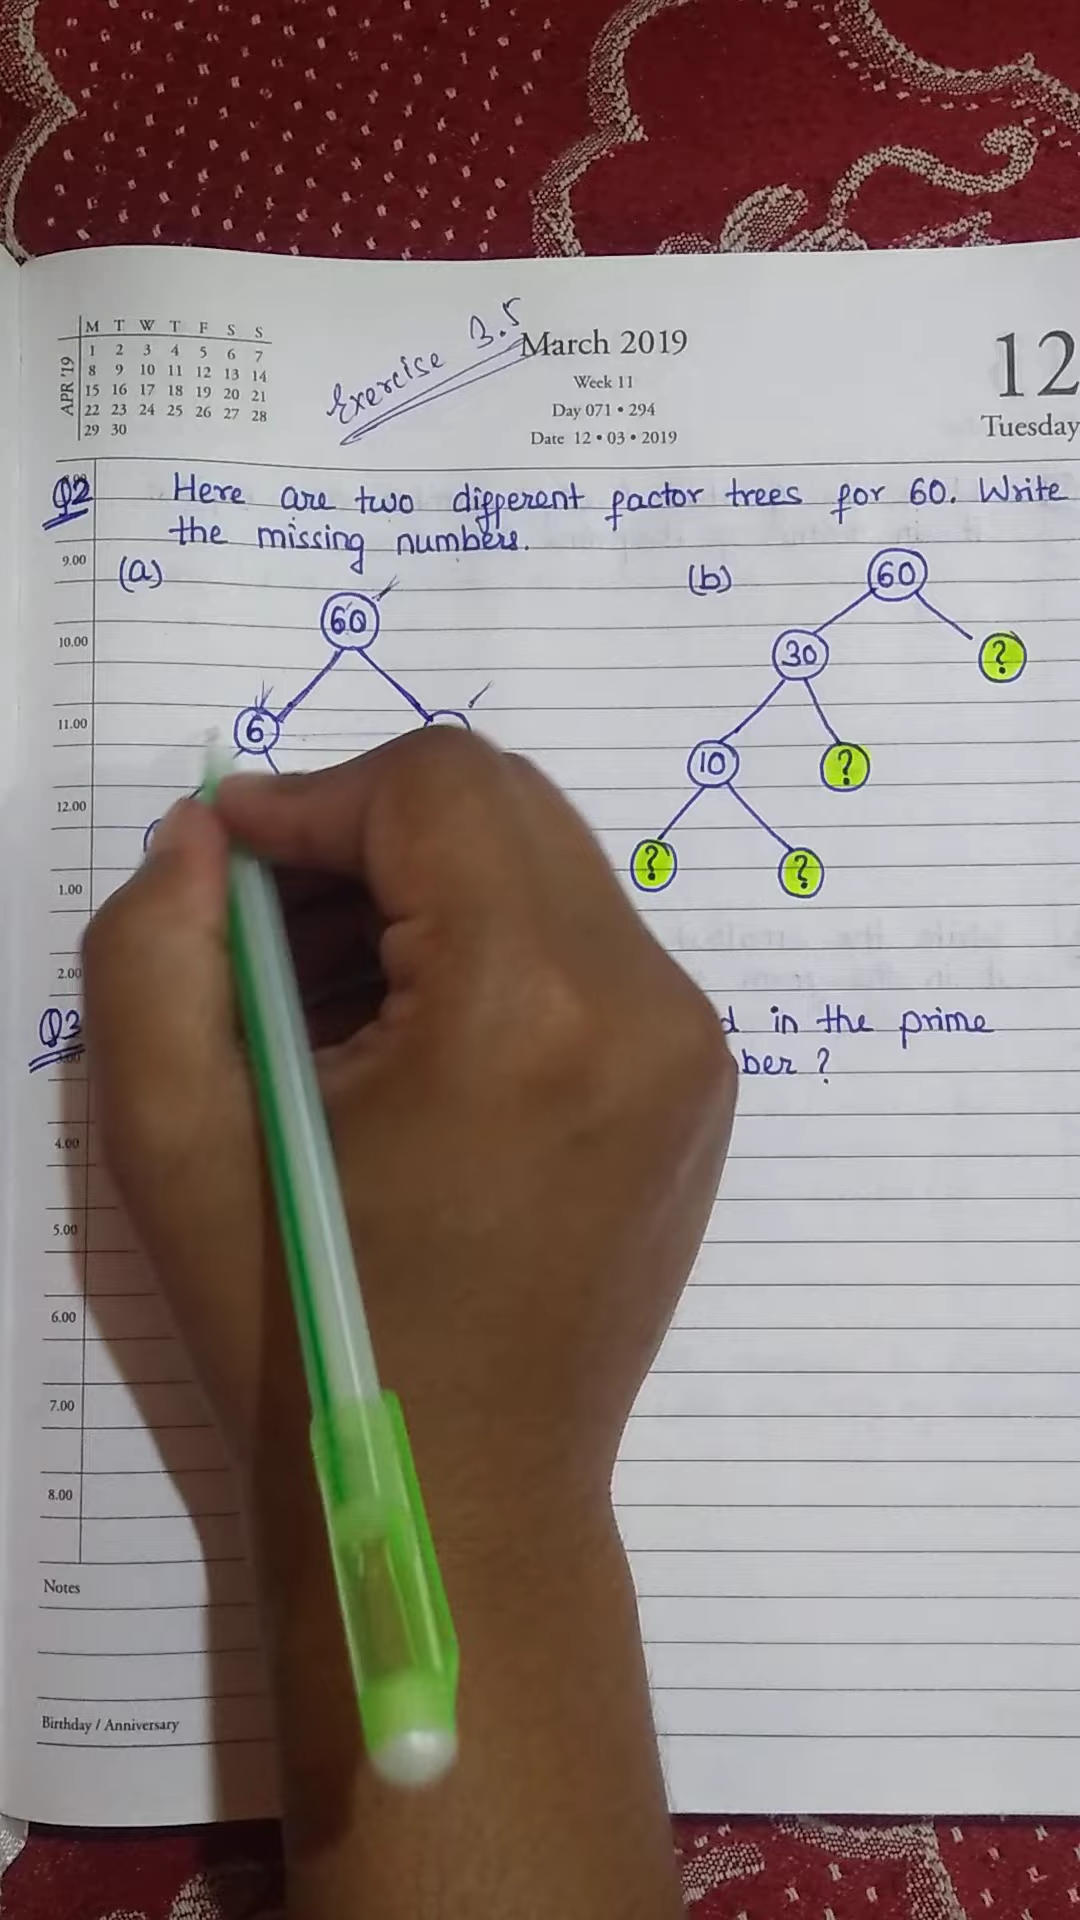 M T W T F S S
APR '19
1 2 3 4 5 6 7
8 9 10 11 12 13 14
15 16 17 18 19 20 21
22 23 24 25 26 27 28
29 30
Exercise 3.5
March 2019
Week 11
Day 071 • 294
Date 12 • 03 • 2019
12
Tuesday
Q2 Here are two different factor trees for 60. Write
the missing numbers.
9.00
(a)
(b)
60
60
10.00
30
?
11.00
6
10
?
12.00
?
?
1.00
2.00
Q3
d in the prime
3.00
ber ?
4.00
5.00
6.00
7.00
8.00
Notes
Birthday / Anniversary